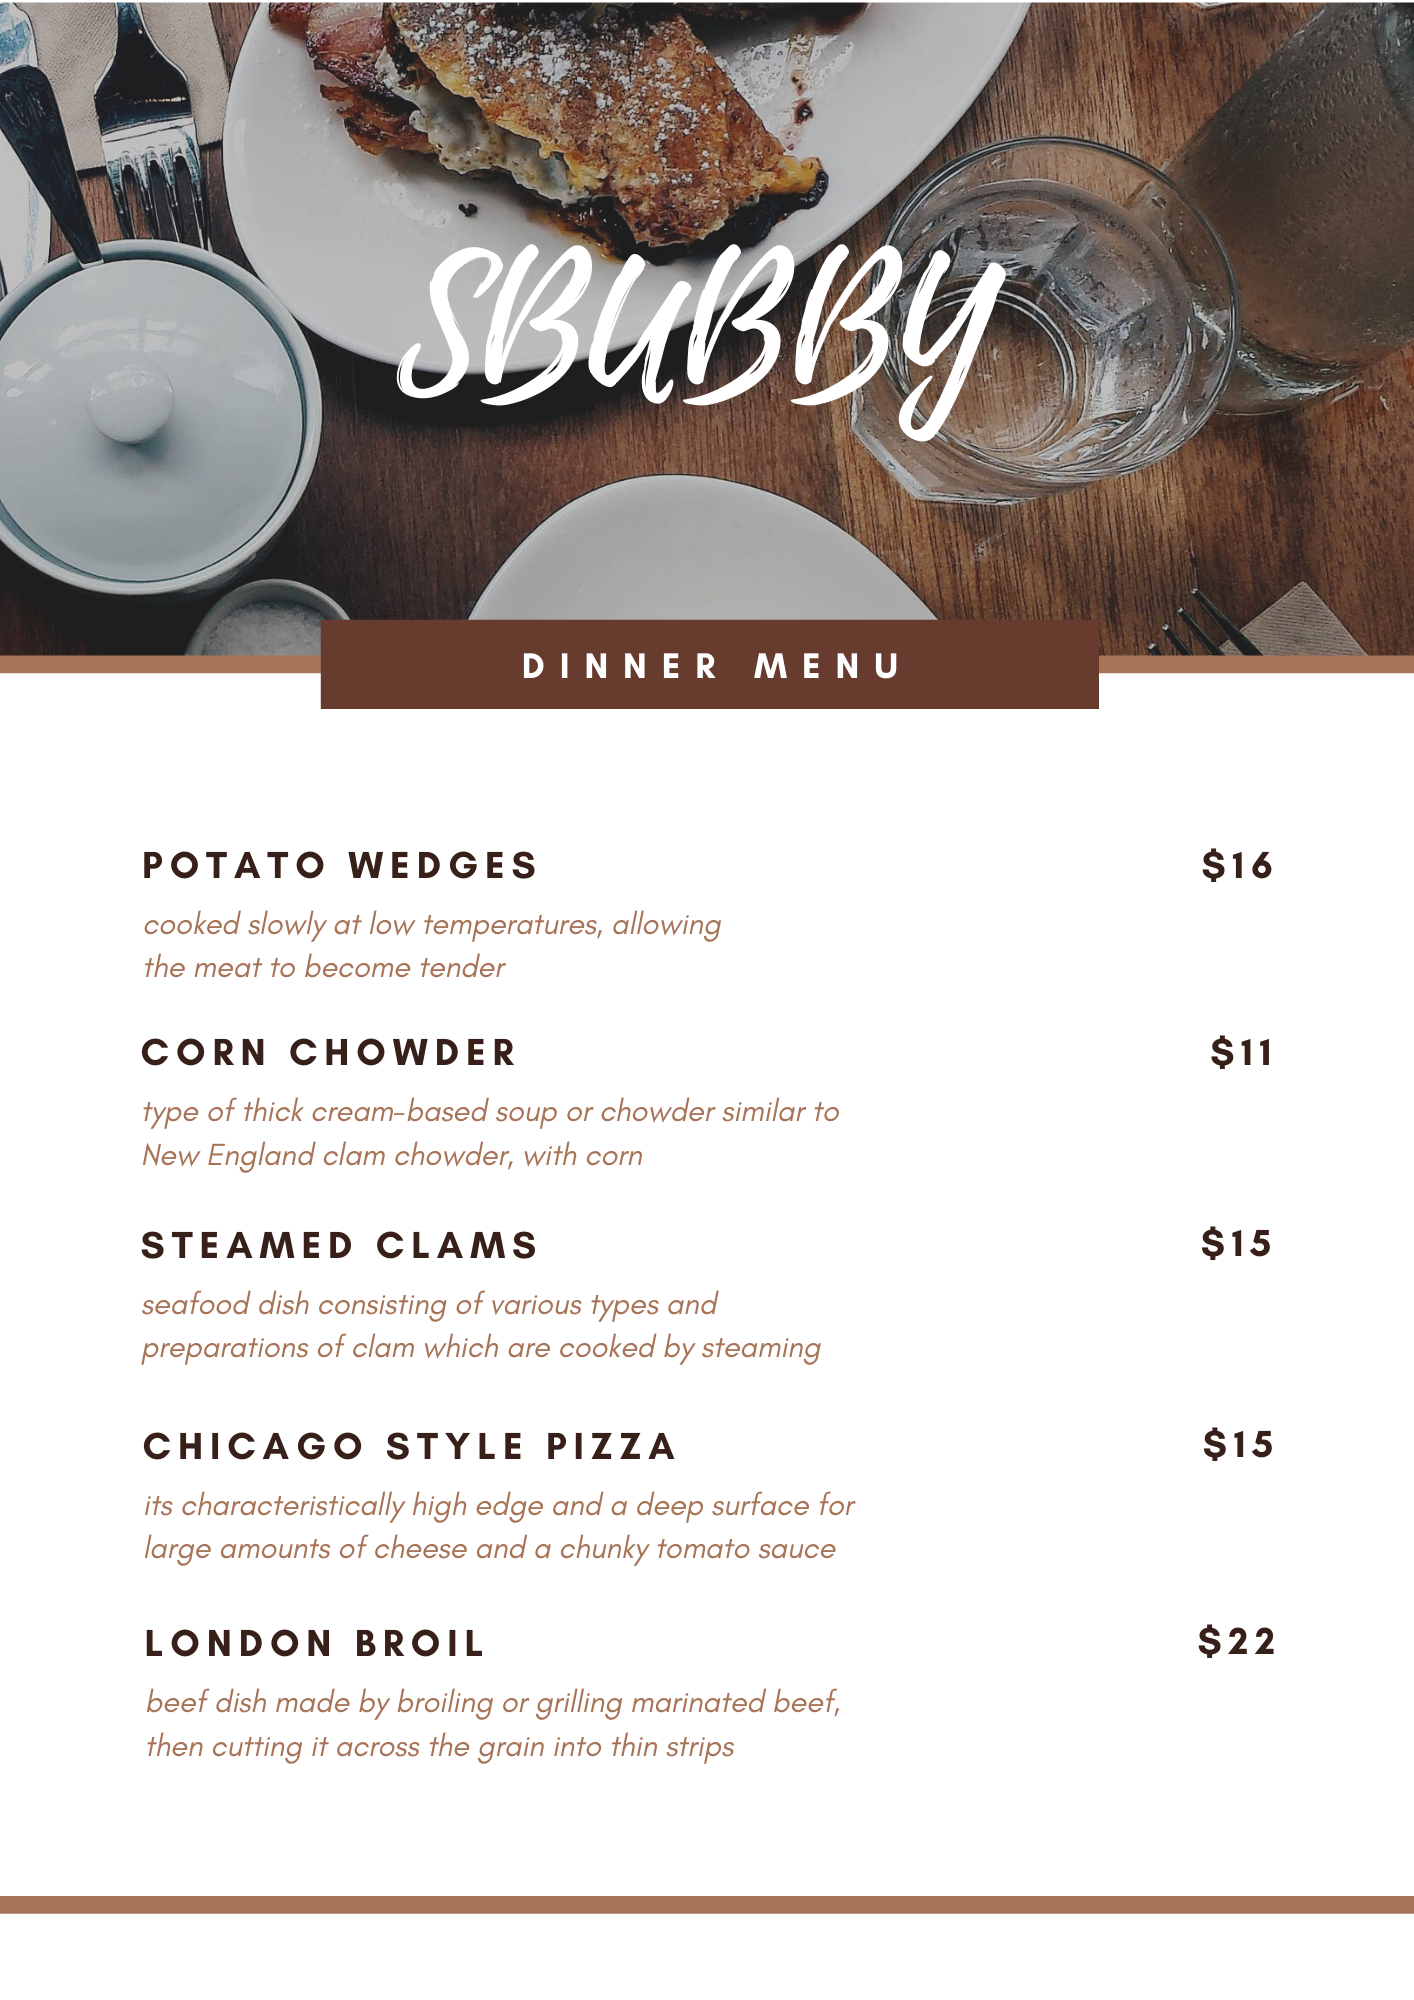 SBUBBY
DINNER MENU
POTATO WEDGES
$16
cooked slowly at low temperatures, allowing
the meat to become tender
CORN CHOWDER
$11
type of thick cream-based soup or chowder similar to
New England clam chowder, with corn
STEAMED CLAMS
$15
seafood dish consisting of various types and
preparations of clam which are cooked by steaming
CHICAGO STYLE PIZZA
$15
its characteristically high edge and a deep surface for
large amounts of cheese and a chunky tomato sauce
LONDON BROIL
$22
beef dish made by broiling or grilling marinated beef,
then cutting it across the grain into thin strips